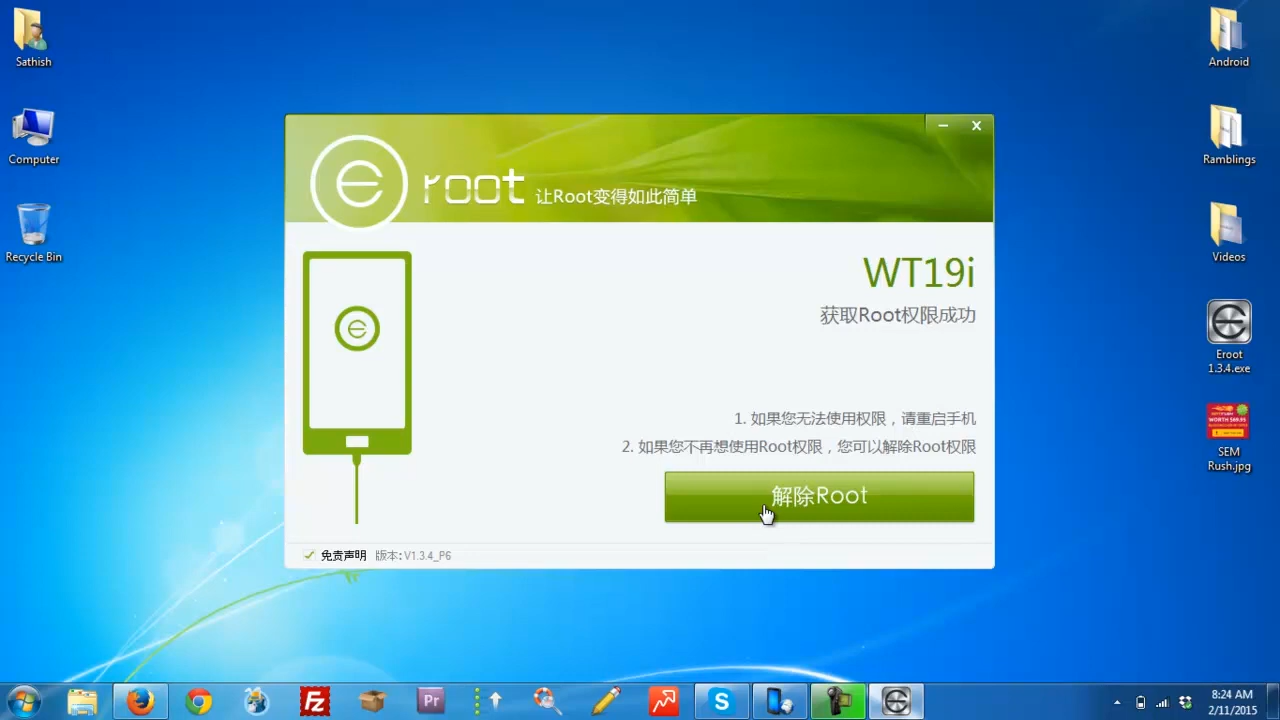 Sathish
Computer
Recycle Bin
Android
Ramblings
Videos
Eroot
1.3.4.exe
SEM
Rush.jpg
e root 让Root变得如此简单
WT19i
获取Root权限成功
1. 如果您无法使用权限，请重启手机
2. 如果您不再想使用Root权限，您可以解除Root权限
解除Root
免责声明 版本: V1.3.4_P6
Fz
Pr
S
8:24 AM
2/11/2015